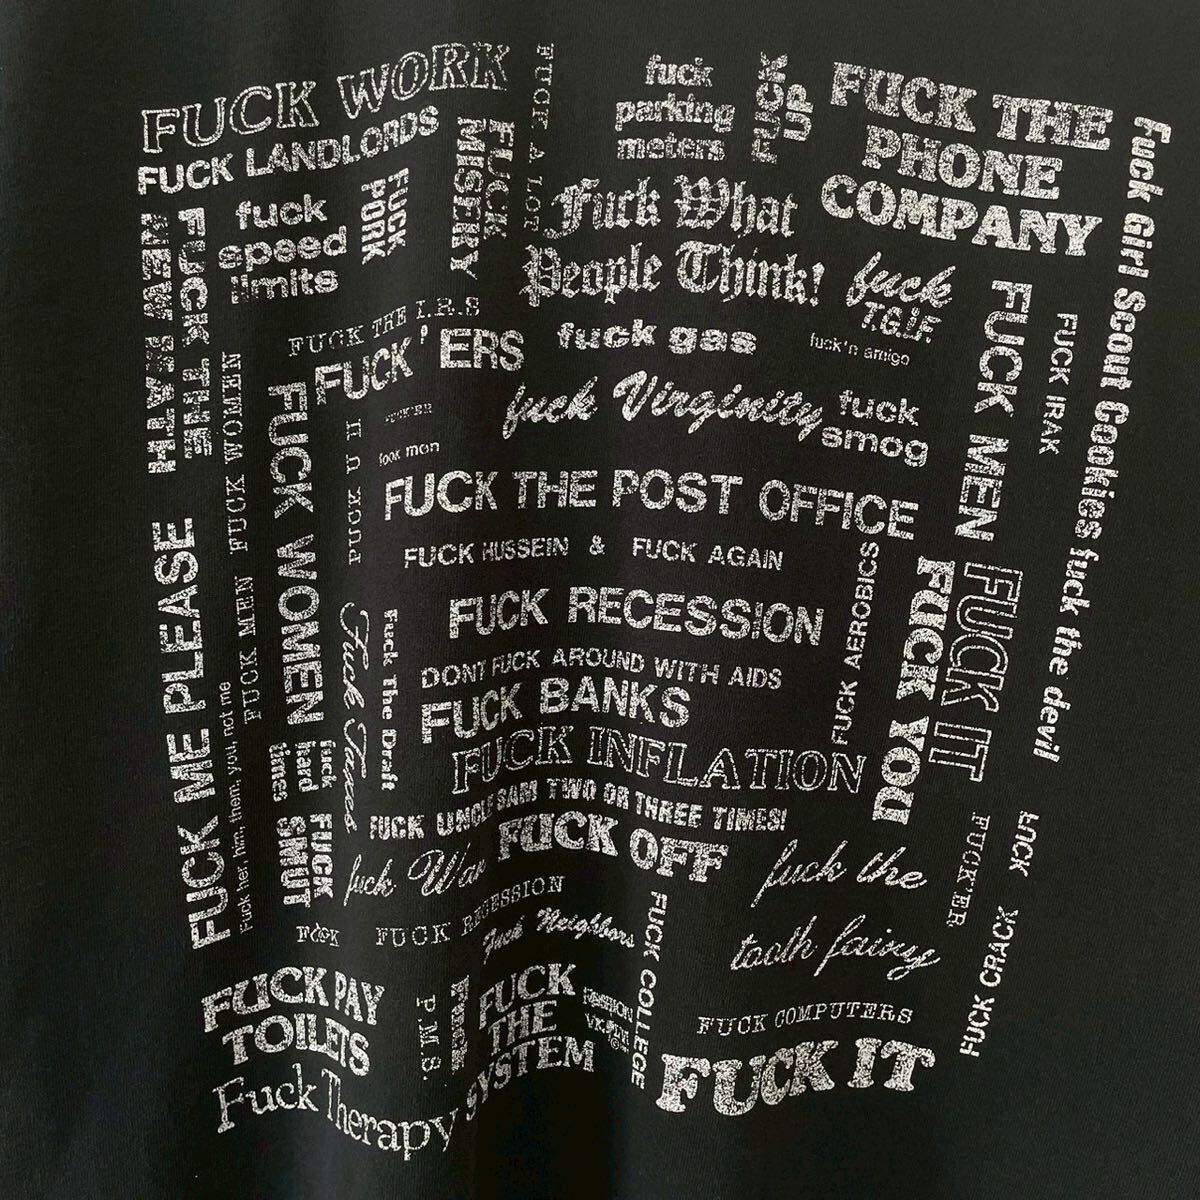 FUCK WORK
FUCK LANDLORDS
FUCK
MISERY
FUCK A LOT
fuck
parking
meters
FUCK
UP
FUCK THE
PHONE
COMPANY
Fuck Girl Scout Cookies
fuck the devil
FUCK THE
NEW MATH
fuck
speed
limits
FUCK
PORK
Fuck What
People Think!
fuck
T.G.I.F.
FUCK THE I.R.S
FUCK'ERS
fuck gas
fuck'n amigo
FUCK MEN
FUCK IRAK
fuck Virginity
fuck
smog
FUCK MEN FUCK WOMEN
FUCK WOMEN
FUCK THE POST OFFICE
FUCK HUSSEIN & FUCK AGAIN
FUCK RECESSION
DONT FUCK AROUND WITH AIDS
FUCK BANKS
FUCK INFLATION
FUCK UNCLE SAM TWO OR THREE TIMES!
FUCK AEROBICS
FUCK YOU
FUCK IT
FUCK ME PLEASE
Fuck her, him, them, you, not me
fuck
hard
times
Fuck The Draft
FUCK
SMUT
fuck
FUCK OFF
fuck the
tooth fairy
FUCK'ER
FUCK CRACK
FUCK
FUCK RECESSION
Fuck Neighbors
FUCK COLLEGE
FUCK PAY
TOILETS
FUCK
P.M.S.
FUCK
THE
SYSTEM
FUCK COMPUTERS
FUCK IT
Fuck Therapy